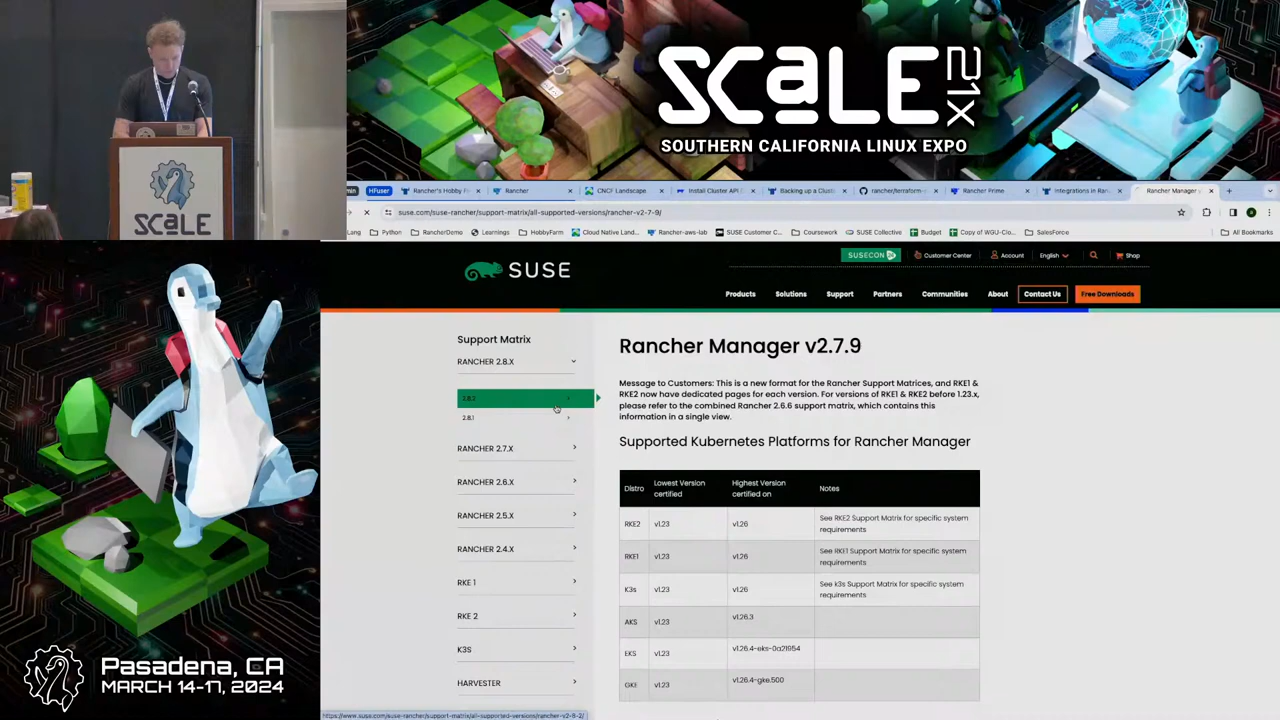 SCaLE 21X
SOUTHERN CALIFORNIA LINUX EXPO
SCaLE
HFuser
Rancher's Hobby F
Rancher
CNCF Landscape
Install Cluster API
Backing up a Clust
rancher/terraform-
Rancher Prime
Integrations in Ran
Rancher Manager
suse.com/suse-rancher/support-matrix/all-supported-versions/rancher-v2-7-9/
Python
RancherDemo
Learnings
HobbyFarm
Cloud Native Land...
Rancher-aws-lab
SUSE Customer C...
Coursework
SUSE Collective
Budget
Copy of WGU-Clo...
SalesForce
All Bookmarks
SUSE
SUSECON
Customer Center
Account
English
Shop
Products
Solutions
Support
Partners
Communities
About
Contact Us
Free Downloads
Support Matrix
RANCHER 2.8.X
2.8.2
2.8.1
RANCHER 2.7.X
RANCHER 2.6.X
RANCHER 2.5.X
RANCHER 2.4.X
RKE 1
RKE 2
K3S
HARVESTER
Rancher Manager v2.7.9
Message to Customers: This is a new format for the Rancher Support Matrices, and RKE1 &
RKE2 now have dedicated pages for each version. For versions of RKE1 & RKE2 before 1.23.x,
please refer to the combined Rancher 2.6.6 support matrix, which contains this
information in a single view.
Supported Kubernetes Platforms for Rancher Manager
Distro
Lowest Version
certified
Highest Version
certified on
Notes
RKE2
v1.23
v1.26
See RKE2 Support Matrix for specific system
requirements
RKE1
v1.23
v1.26
See RKE1 Support Matrix for specific system
requirements
K3s
v1.23
v1.26
See k3s Support Matrix for specific system
requirements
AKS
v1.23
v1.26.3
EKS
v1.23
v1.26.4-eks-0a21954
GKE
v1.23
v1.26.4-gke.500
https://www.suse.com/suse-rancher/support-matrix/all-supported-versions/rancher-v2-8-2/
Pasadena, CA
MARCH 14-17, 2024